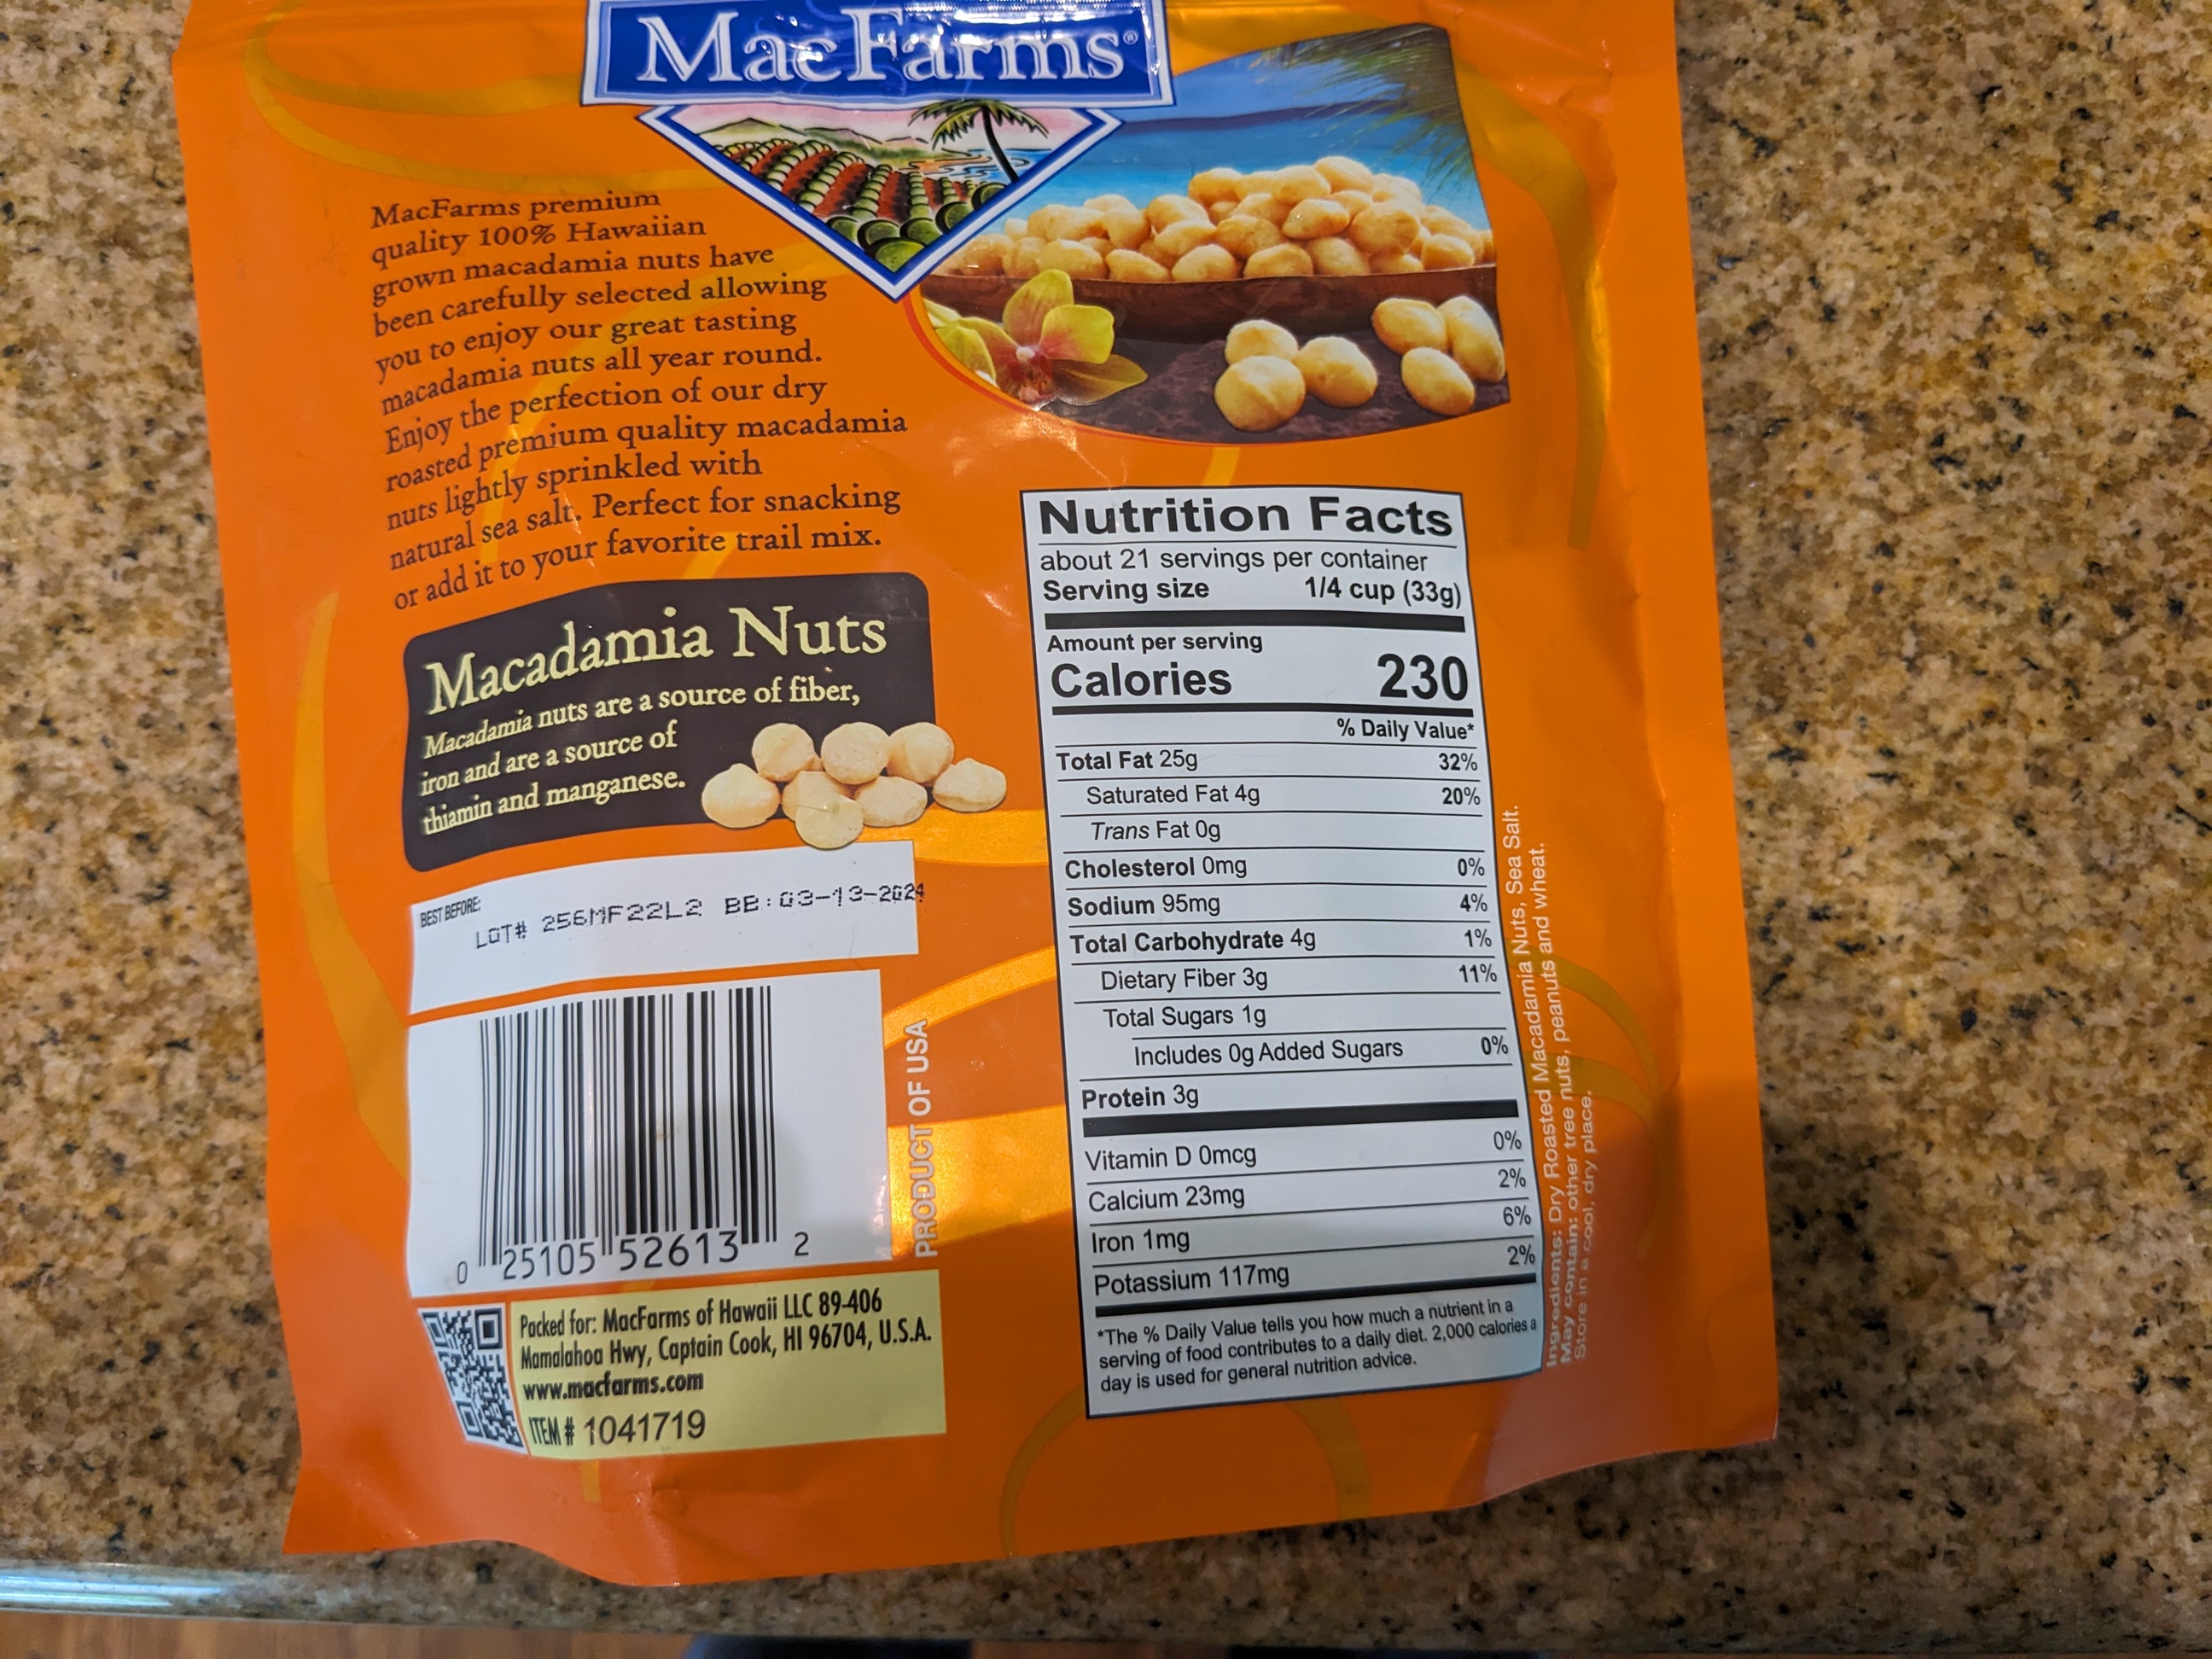 MacFarms®
MacFarms premium
quality 100% Hawaiian
grown macadamia nuts have
been carefully selected allowing
you to enjoy our great tasting
macadamia nuts all year round.
Enjoy the perfection of our dry
roasted premium quality macadamia
nuts lightly sprinkled with
natural sea salt. Perfect for snacking
or add it to your favorite trail mix.
Macadamia Nuts
Macadamia nuts are a source of fiber,
iron and are a source of
thiamin and manganese.
BEST BEFORE:
LOT# 256MF22L2 BB:03-13-2024
0 25105 52613 2
PRODUCT OF USA
Packed for: MacFarms of Hawaii LLC 89-406
Mamalahoa Hwy, Captain Cook, HI 96704, U.S.A.
www.macfarms.com
ITEM # 1041719
Nutrition Facts
about 21 servings per container
Serving size 1/4 cup (33g)
Amount per serving
Calories 230
% Daily Value*
Total Fat 25g 32%
Saturated Fat 4g 20%
Trans Fat 0g
Cholesterol 0mg 0%
Sodium 95mg 4%
Total Carbohydrate 4g 1%
Dietary Fiber 3g 11%
Total Sugars 1g
Includes 0g Added Sugars 0%
Protein 3g
Vitamin D 0mcg 0%
Calcium 23mg 2%
Iron 1mg 6%
Potassium 117mg 2%
*The % Daily Value tells you how much a nutrient in a
serving of food contributes to a daily diet. 2,000 calories a
day is used for general nutrition advice.
Ingredients: Dry Roasted Macadamia Nuts, Sea Salt.
May contain: other tree nuts, peanuts and wheat.
Store in a cool, dry place.